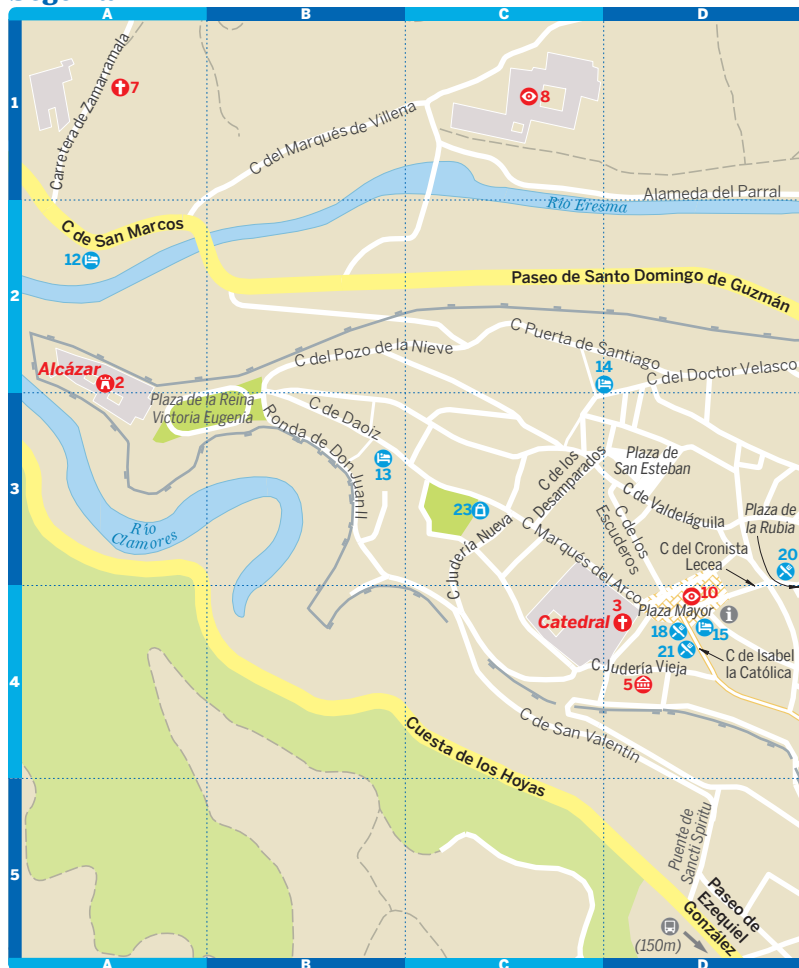 A
B
C
D
1
7
Carretera de Zamarramala
8
C del Marqués de Villena
Alameda del Parral
Río Eresma
C de San Marcos
12
2
Paseo de Santo Domingo de Guzmán
C Puerta de Santiago
14
C del Pozo de la Nieve
C del Doctor Velasco
Alcázar
2
Plaza de la Reina
Victoria Eugenia
C de Daoiz
Ronda de Don Juan II
13
3
Plaza de
San Esteban
C de los
Desamparados
C de Valdeláguila
C de los
Escuderos
Plaza de
la Rubia
23
C Judería Nueva
C Marqués del Arco
C del Cronista
Lecea
20
Río
Clamores
10
3
Catedral
Plaza Mayor
i
18
15
21
C de Isabel
la Católica
C Judería Vieja
5
4
C de San Valentín
Cuesta de los Hoyas
Puente de
Sancti Spíritu
5
Paseo de
Ezequiel
González
(150m)
A
B
C
D